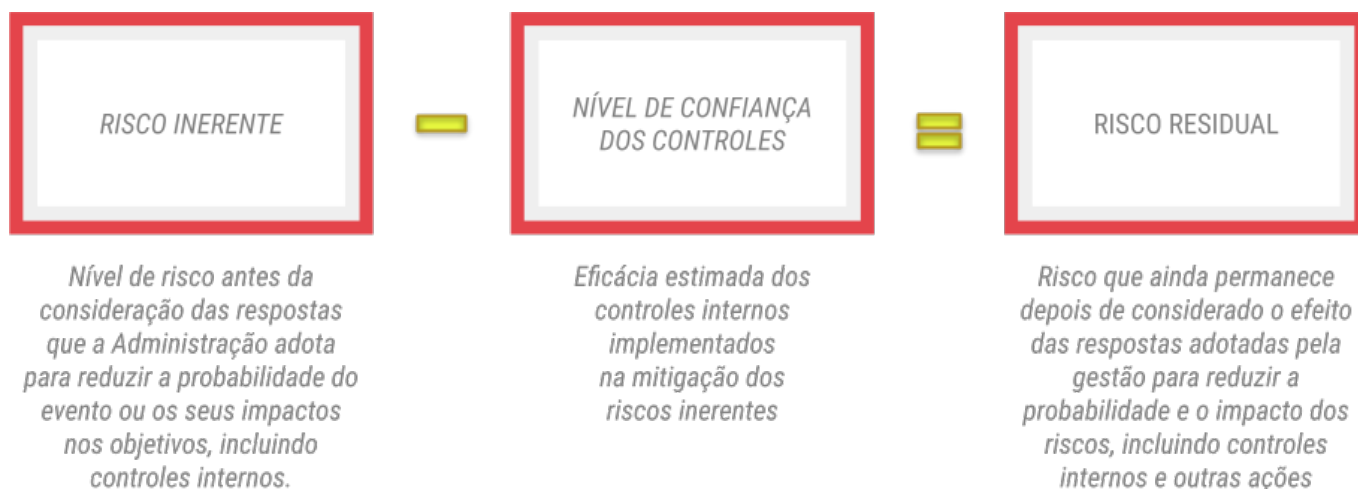 RISCO INERENTE
NÍVEL DE CONFIANÇA
DOS CONTROLES
RISCO RESIDUAL
Nível de risco antes da
consideração das respostas
que a Administração adota
para reduzir a probabilidade do
evento ou os seus impactos
nos objetivos, incluindo
controles internos.
Eficácia estimada dos
controles internos
implementados
na mitigação dos
riscos inerentes
Risco que ainda permanece
depois de considerado o efeito
das respostas adotadas pela
gestão para reduzir a
probabilidade e o impacto dos
riscos, incluindo controles
internos e outras ações